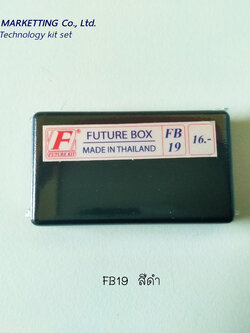 MARKETTING Co., Ltd.
Technology kit set
F
FUTURE KIT
FUTURE BOX
MADE IN THAILAND
FB
19
16.-
FB19 สีดำ